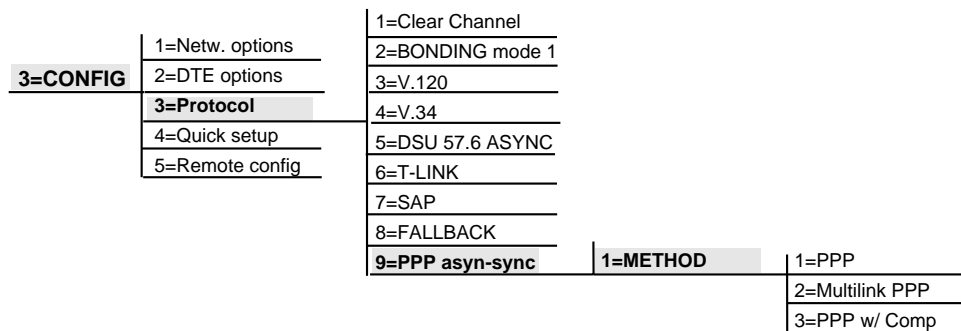 3=CONFIG
1=Netw. options
2=DTE options
3=Protocol
4=Quick setup
5=Remote config
1=Clear Channel
2=BONDING mode 1
3=V.120
4=V.34
5=DSU 57.6 ASYNC
6=T-LINK
7=SAP
8=FALLBACK
9=PPP asyn-sync
1=METHOD
1=PPP
2=Multilink PPP
3=PPP w/ Comp